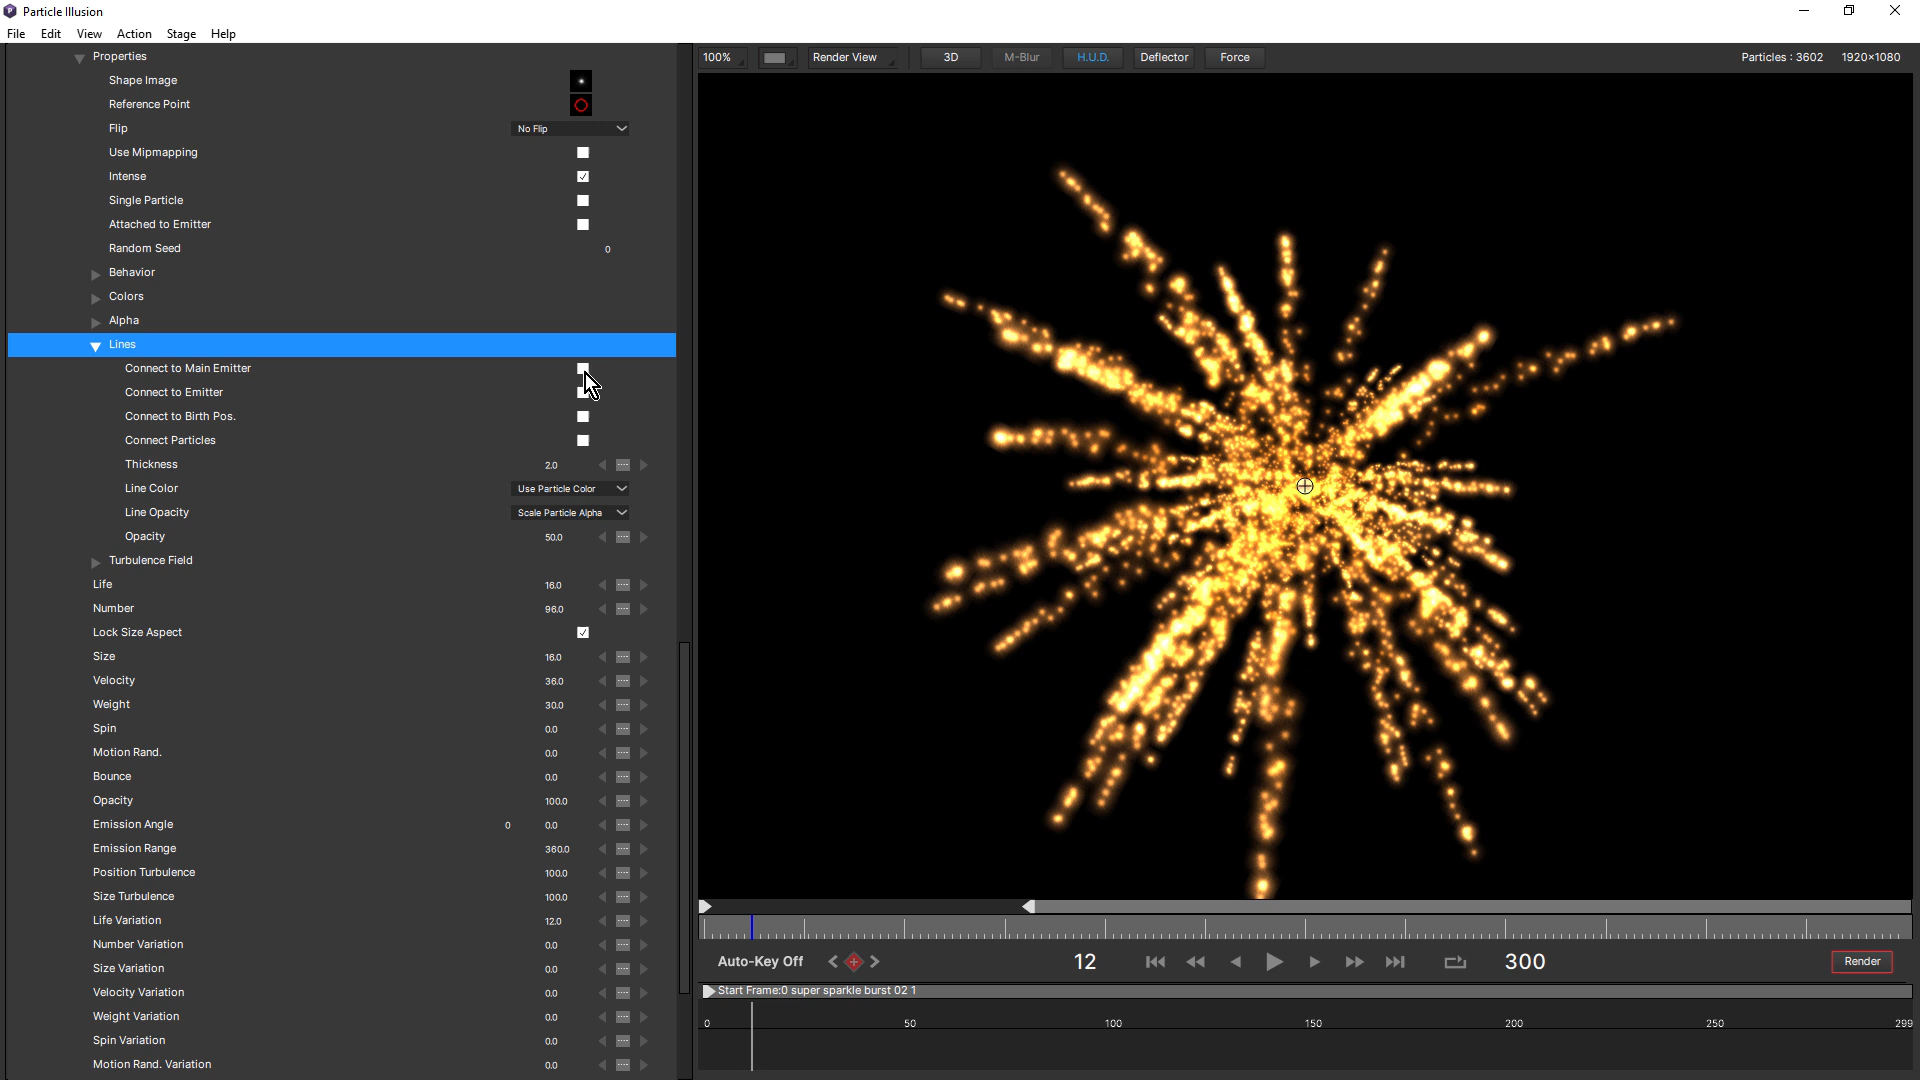 Particle Illusion
File Edit View Action Stage Help
Properties
Shape Image
Reference Point
Flip No Flip
Use Mipmapping
Intense
Single Particle
Attached to Emitter
Random Seed 0
Behavior
Colors
Alpha
Lines
Connect to Main Emitter
Connect to Emitter
Connect to Birth Pos.
Connect Particles
Thickness 2.0
Line Color Use Particle Color
Line Opacity Scale Particle Alpha
Opacity 50.0
Turbulence Field
Life 16.0
Number 96.0
Lock Size Aspect
Size 16.0
Velocity 36.0
Weight 30.0
Spin 0.0
Motion Rand. 0.0
Bounce 0.0
Opacity 100.0
Emission Angle 0 0.0
Emission Range 360.0
Position Turbulence 100.0
Size Turbulence 100.0
Life Variation 12.0
Number Variation 0.0
Size Variation 0.0
Velocity Variation 0.0
Weight Variation 0.0
Spin Variation 0.0
Motion Rand. Variation 0.0
100% Render View 3D M-Blur H.U.D. Deflector Force Particles : 3602 1920×1080
Auto-Key Off 12 300 Render
Start Frame:0 super sparkle burst 02 1
0 50 100 150 200 250 299